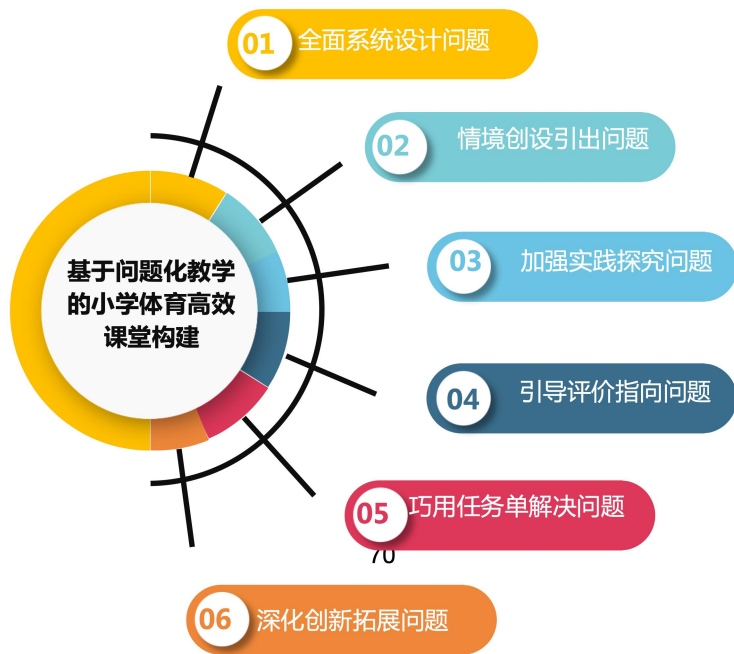 01 全面系统设计问题
02 情境创设引出问题
基于问题化教学
的小学体育高效
课堂构建
03 加强实践探究问题
04 引导评价指向问题
05 巧用任务单解决问题
70
06 深化创新拓展问题